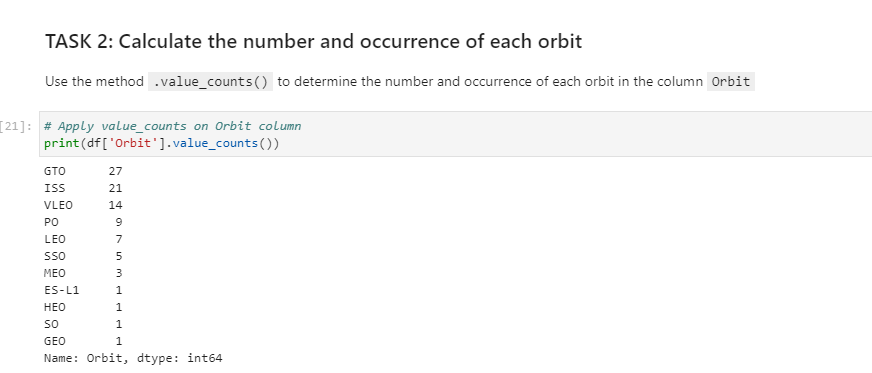 TASK 2: Calculate the number and occurrence of each orbit
Use the method .value_counts() to determine the number and occurrence of each orbit in the column Orbit
[21]: # Apply value_counts on Orbit column
print(df['Orbit'].value_counts())
GTO 27
ISS 21
VLEO 14
PO 9
LEO 7
SSO 5
MEO 3
ES-L1 1
HEO 1
SO 1
GEO 1
Name: Orbit, dtype: int64